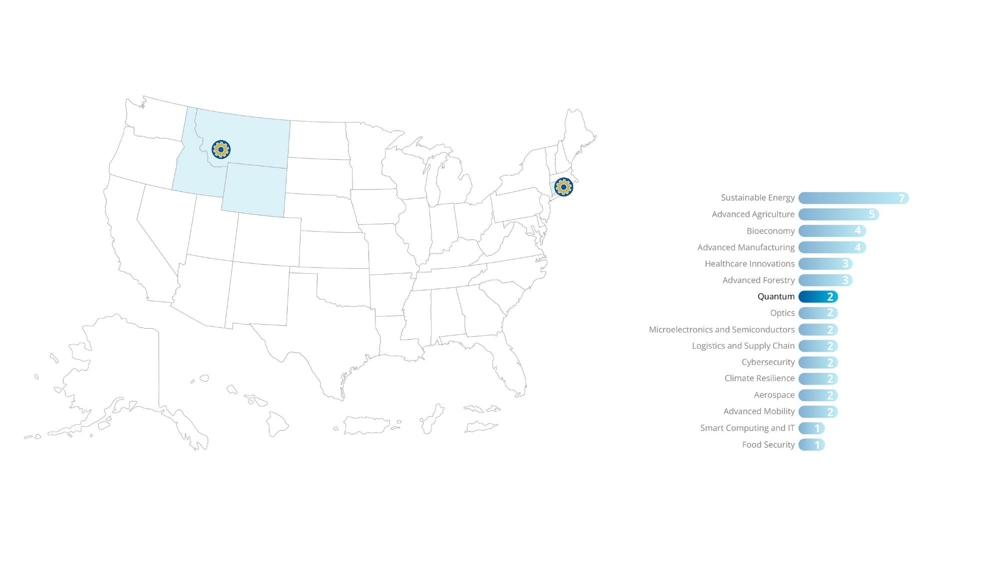 Sustainable Energy 7
Advanced Agriculture 5
Bioeconomy 4
Advanced Manufacturing 4
Healthcare Innovations 3
Advanced Forestry 3
Quantum 2
Optics 2
Microelectronics and Semiconductors 2
Logistics and Supply Chain 2
Cybersecurity 2
Climate Resilience 2
Aerospace 2
Advanced Mobility 2
Smart Computing and IT 1
Food Security 1